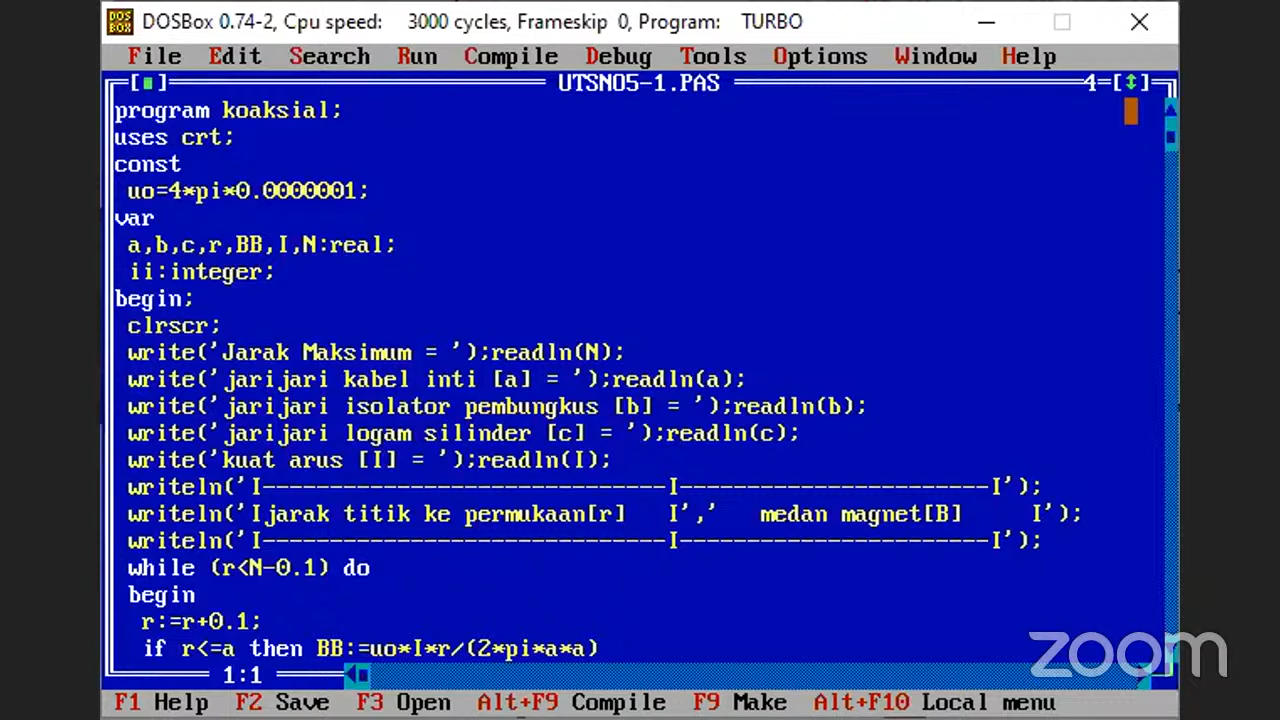 DOSBox 0.74-2, Cpu speed: 3000 cycles, Frameskip 0, Program: TURBO
File Edit Search Run Compile Debug Tools Options Window Help
UTSNO5-1.PAS 4=[↕]
program koaksial;
uses crt;
const
uo=4*pi*0.0000001;
var
a,b,c,r,BB,I,N:real;
ii:integer;
begin;
clrscr;
write('Jarak Maksimum = ');readln(N);
write('jarijari kabel inti [a] = ');readln(a);
write('jarijari isolator pembungkus [b] = ');readln(b);
write('jarijari logam silinder [c] = ');readln(c);
write('kuat arus [I] = ');readln(I);
writeln('I------------------------------I-----------------------I');
writeln('Ijarak titik ke permukaan[r]   I','   medan magnet[B]     I');
writeln('I------------------------------I-----------------------I');
while (r<N-0.1) do
begin
r:=r+0.1;
if r<=a then BB:=uo*I*r/(2*pi*a*a)
1:1
F1 Help F2 Save F3 Open Alt+F9 Compile F9 Make Alt+F10 Local menu
zoom